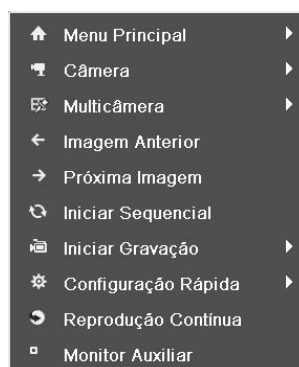 Menu Principal
Câmera
Multicâmera
Imagem Anterior
Próxima Imagem
Iniciar Sequencial
Iniciar Gravação
Configuração Rápida
Reprodução Contínua
Monitor Auxiliar